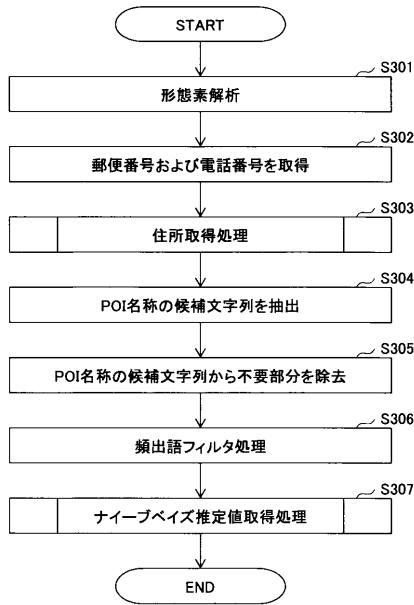 START
S301
形態素解析
S302
郵便番号および電話番号を取得
S303
住所取得処理
S304
POI名称の候補文字列を抽出
S305
POI名称の候補文字列から不要部分を除去
S306
頻出語フィルタ処理
S307
ナイーブベイズ推定値取得処理
END